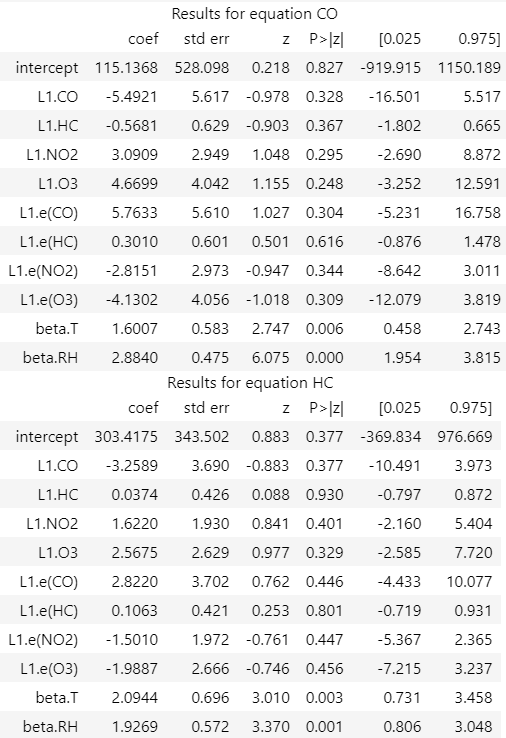 Results for equation CO
coef std err z P>|z| [0.025 0.975]
intercept 115.1368 528.098 0.218 0.827 -919.915 1150.189
L1.CO -5.4921 5.617 -0.978 0.328 -16.501 5.517
L1.HC -0.5681 0.629 -0.903 0.367 -1.802 0.665
L1.NO2 3.0909 2.949 1.048 0.295 -2.690 8.872
L1.O3 4.6699 4.042 1.155 0.248 -3.252 12.591
L1.e(CO) 5.7633 5.610 1.027 0.304 -5.231 16.758
L1.e(HC) 0.3010 0.601 0.501 0.616 -0.876 1.478
L1.e(NO2) -2.8151 2.973 -0.947 0.344 -8.642 3.011
L1.e(O3) -4.1302 4.056 -1.018 0.309 -12.079 3.819
beta.T 1.6007 0.583 2.747 0.006 0.458 2.743
beta.RH 2.8840 0.475 6.075 0.000 1.954 3.815
Results for equation HC
coef std err z P>|z| [0.025 0.975]
intercept 303.4175 343.502 0.883 0.377 -369.834 976.669
L1.CO -3.2589 3.690 -0.883 0.377 -10.491 3.973
L1.HC 0.0374 0.426 0.088 0.930 -0.797 0.872
L1.NO2 1.6220 1.930 0.841 0.401 -2.160 5.404
L1.O3 2.5675 2.629 0.977 0.329 -2.585 7.720
L1.e(CO) 2.8220 3.702 0.762 0.446 -4.433 10.077
L1.e(HC) 0.1063 0.421 0.253 0.801 -0.719 0.931
L1.e(NO2) -1.5010 1.972 -0.761 0.447 -5.367 2.365
L1.e(O3) -1.9887 2.666 -0.746 0.456 -7.215 3.237
beta.T 2.0944 0.696 3.010 0.003 0.731 3.458
beta.RH 1.9269 0.572 3.370 0.001 0.806 3.048